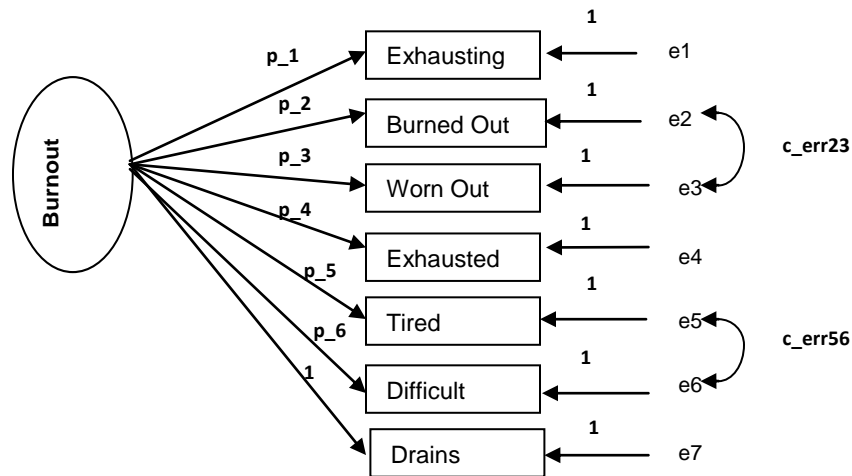 1
p_1
Exhausting
e1
p_2
1
Burned Out
e2
c_err23
p_3
1
Worn Out
e3
Burnout
p_4
1
Exhausted
e4
p_5
1
Tired
e5
c_err56
p_6
1
Difficult
e6
1
1
Drains
e7